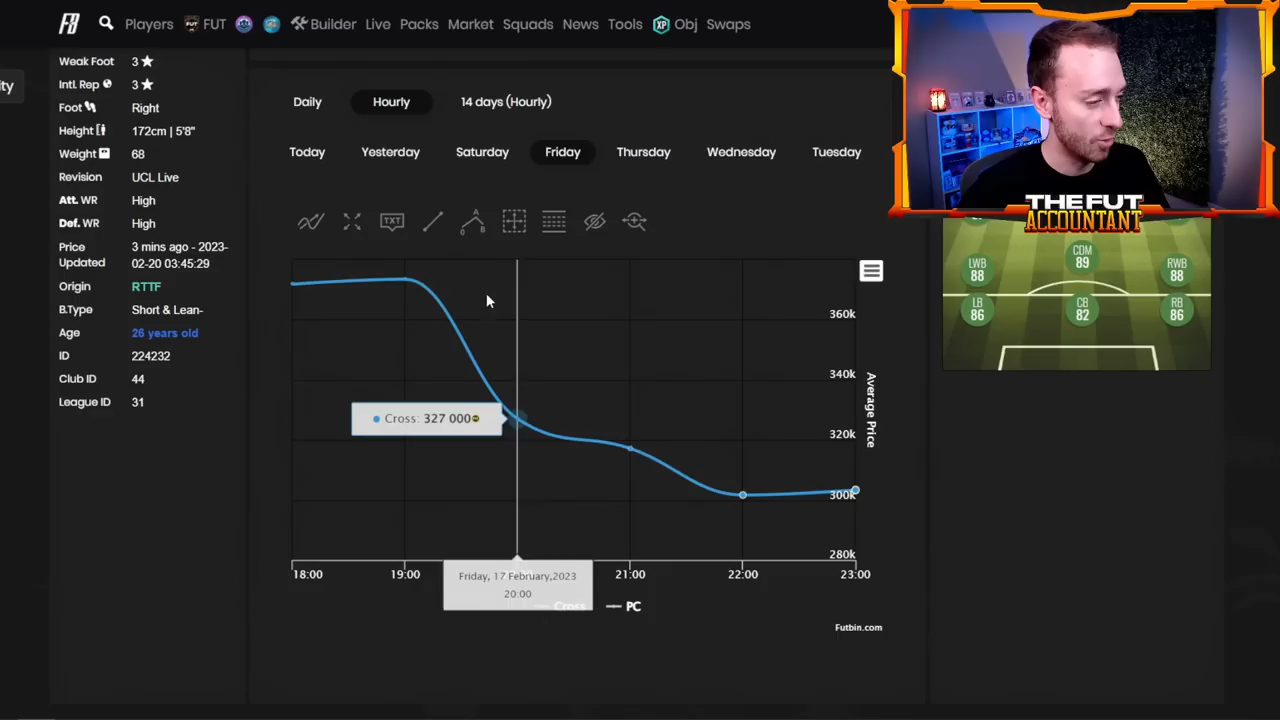 Players FUT Builder Live Packs Market Squads News Tools XP Obj Swaps
ty
Weak Foot 3
Intl. Rep 3
Foot Right
Height 172cm | 5'8"
Weight 68
Revision UCL Live
Att. WR High
Def. WR High
Price Updated 3 mins ago - 2023-
02-20 03:45:29
Origin RTTF
B.Type Short & Lean-
Age 26 years old
ID 224232
Club ID 44
League ID 31
Daily Hourly 14 days (Hourly)
Today Yesterday Saturday Friday Thursday Wednesday Tuesday
TXT
A
0 B
360k
340k
320k
300k
280k
Average Price
Cross: 327 000
18:00 19:00 21:00 22:00 23:00
Friday, 17 February,2023
20:00
Cross PC
Futbin.com
THE FUT
ACCOUNTANT
LWB
88
CDM
89
RWB
88
LB
86
CB
82
RB
86